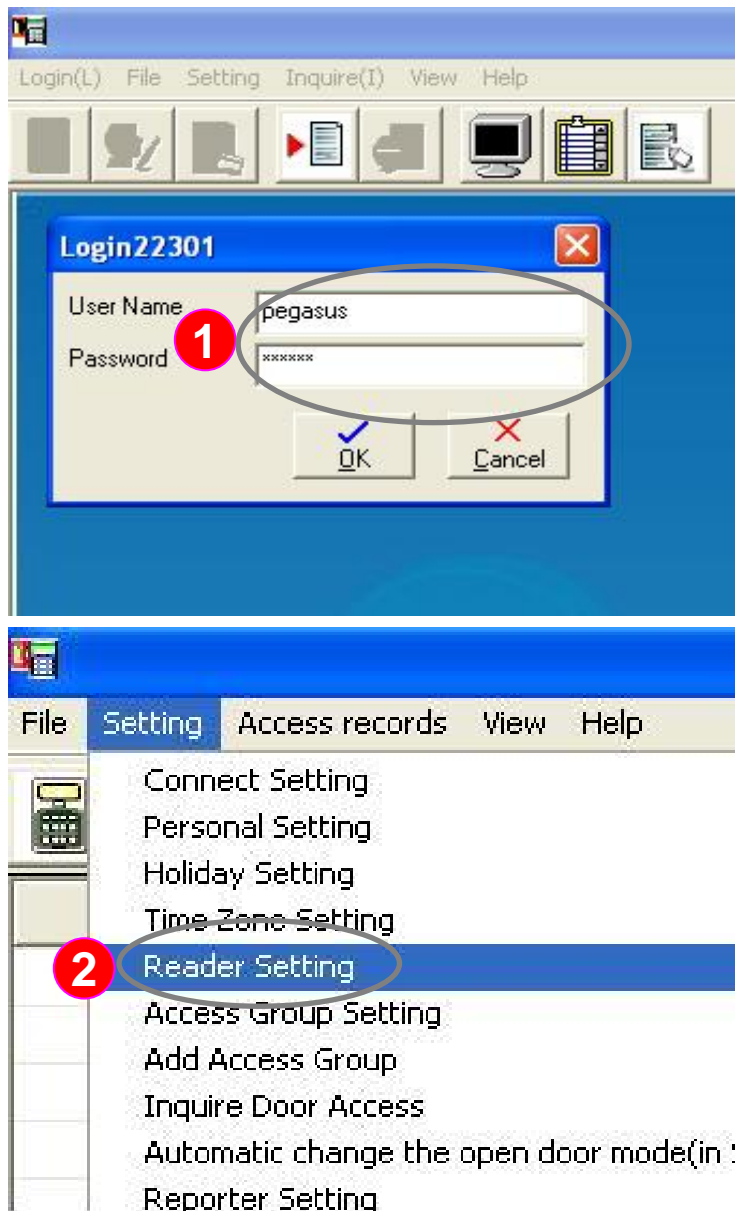 Login(L) File Setting Inquire(I) View Help
Login22301
User Name pegasus
1
Password ******
OK Cancel
File Setting Access records View Help
Connect Setting
Personal Setting
Holiday Setting
Time Zone Setting
2 Reader Setting
Access Group Setting
Add Access Group
Inquire Door Access
Automatic change the open door mode(in
Reporter Setting